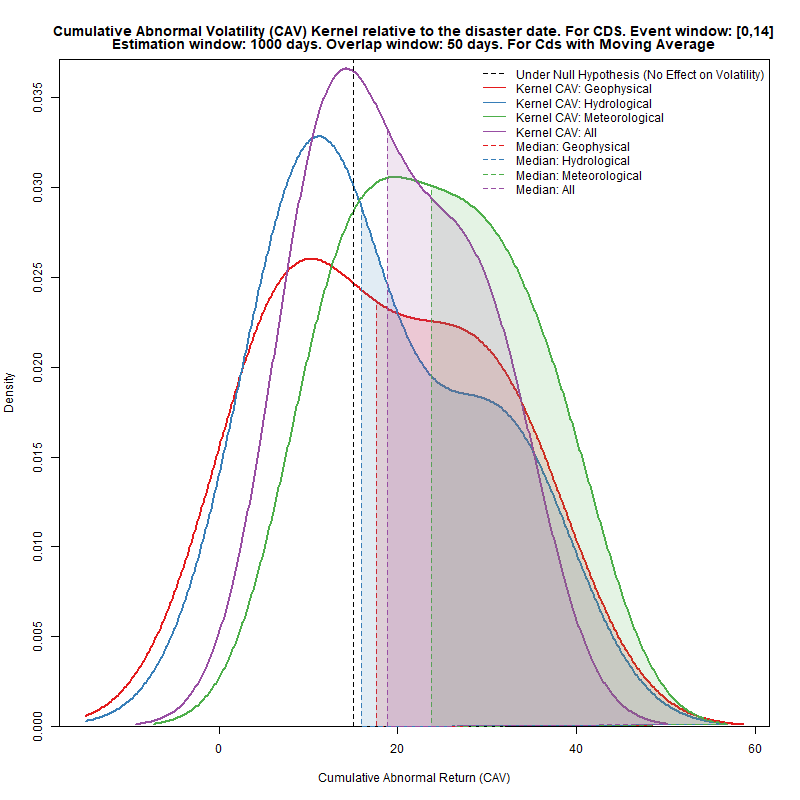 Cumulative Abnormal Volatility (CAV) Kernel relative to the disaster date. For CDS. Event window: [0,14]
Estimation window: 1000 days. Overlap window: 50 days. For Cds with Moving Average
Under Null Hypothesis (No Effect on Volatility)
Kernel CAV: Geophysical
Kernel CAV: Hydrological
Kernel CAV: Meteorological
Kernel CAV: All
Median: Geophysical
Median: Hydrological
Median: Meteorological
Median: All
Density
0.035
0.030
0.025
0.020
0.015
0.010
0.005
0.000
0
20
40
60
Cumulative Abnormal Return (CAV)